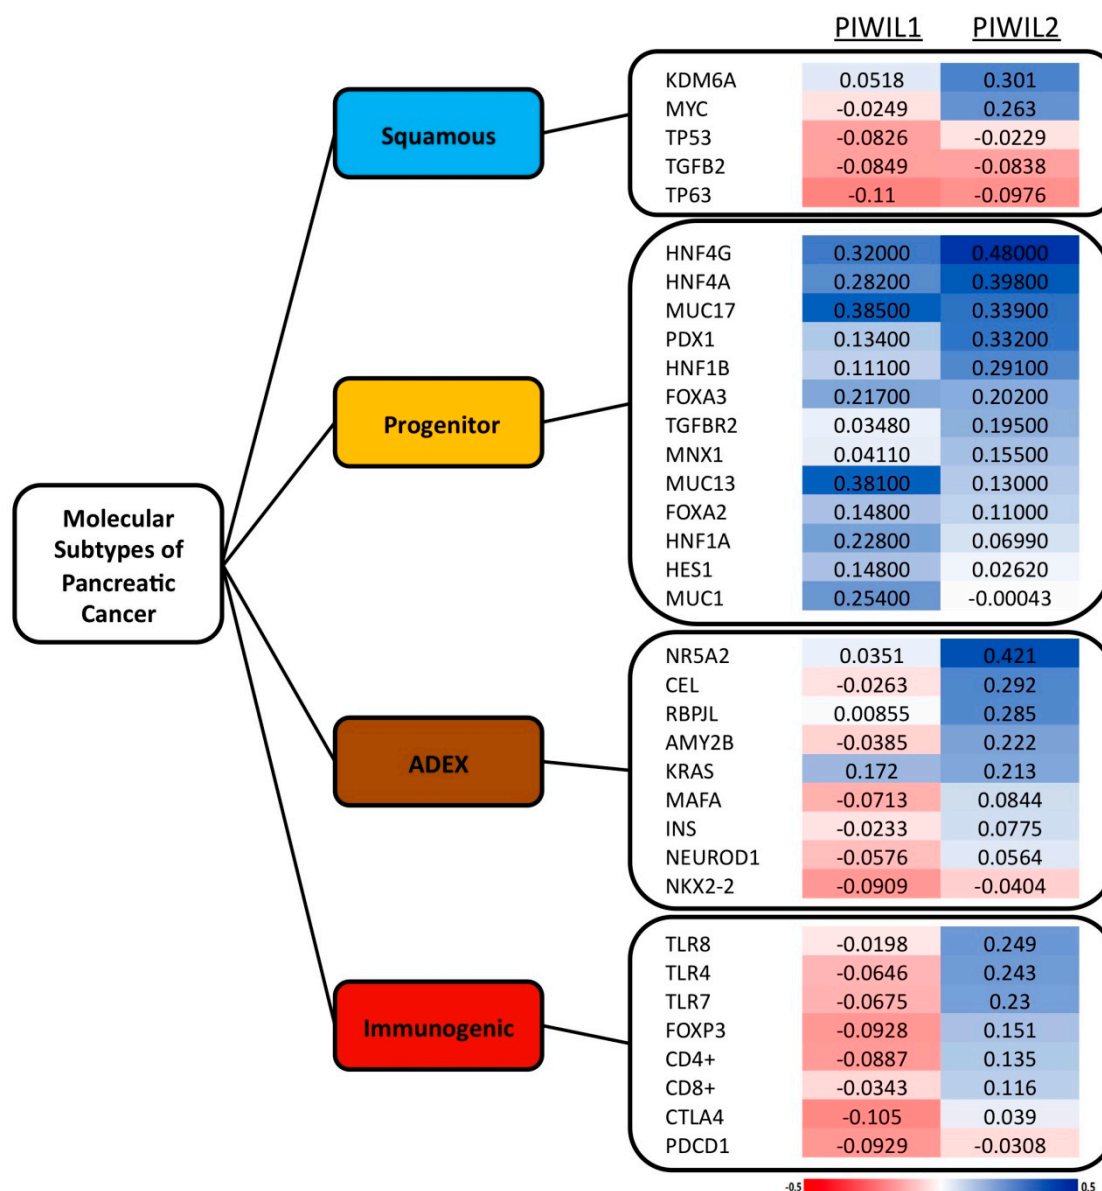 PIWIL1 PIWIL2
Squamous
KDM6A 0.0518 0.301
MYC -0.0249 0.263
TP53 -0.0826 -0.0229
TGFB2 -0.0849 -0.0838
TP63 -0.11 -0.0976
Progenitor
HNF4G 0.32000 0.48000
HNF4A 0.28200 0.39800
MUC17 0.38500 0.33900
PDX1 0.13400 0.33200
HNF1B 0.11100 0.29100
FOXA3 0.21700 0.20200
TGFBR2 0.03480 0.19500
MNX1 0.04110 0.15500
MUC13 0.38100 0.13000
FOXA2 0.14800 0.11000
HNF1A 0.22800 0.06990
HES1 0.14800 0.02620
MUC1 0.25400 -0.00043
Molecular
Subtypes of
Pancreatic
Cancer
ADEX
NR5A2 0.0351 0.421
CEL -0.0263 0.292
RBPJL 0.00855 0.285
AMY2B -0.0385 0.222
KRAS 0.172 0.213
MAFA -0.0713 0.0844
INS -0.0233 0.0775
NEUROD1 -0.0576 0.0564
NKX2-2 -0.0909 -0.0404
Immunogenic
TLR8 -0.0198 0.249
TLR4 -0.0646 0.243
TLR7 -0.0675 0.23
FOXP3 -0.0928 0.151
CD4+ -0.0887 0.135
CD8+ -0.0343 0.116
CTLA4 -0.105 0.039
PDCD1 -0.0929 -0.0308
-0.5 0.5